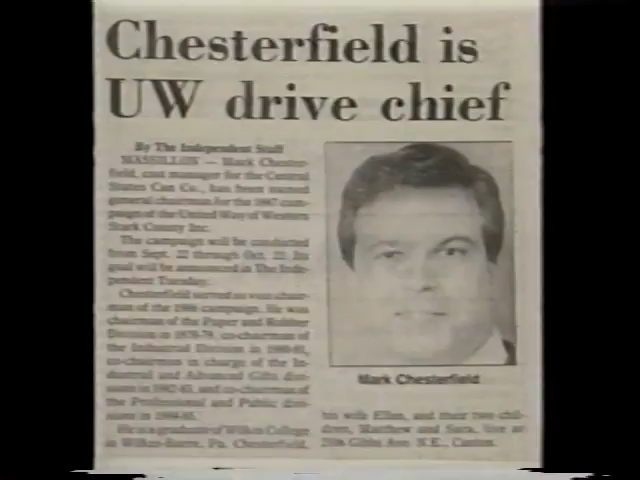 Chesterfield is
UW drive chief
By The Independent Staff
MASSILLON — Mark Chester-
field, cost manager for the Central
States Can Co., has been named
general chairman for the 1987 cam-
paign of the United Way of Western
Stark County Inc.
The campaign will be conducted
from Sept. 22 through Oct. 22. Its
goal will be announced in The Inde-
pendent Tuesday.
Chesterfield served as vice chair-
man of the 1986 campaign. He was
chairman of the Paper and Rubber
Division in 1978-79, co-chairman of
the Industrial Division in
co-chairman in charge of the In-
dustrial and Advanced Gifts divi-
sions in 1982-83, and co-chairman of
the Professional and Public divi-
sions in 1984-85.
He is a graduate of Wilkes College
in Wilkes-Barre, Pa. Chesterfield,
Mark Chesterfield
his wife Ellen, and their two chil-
dren, Matthew and Sara, live at
Gibbs Ave. N.E., Canton.